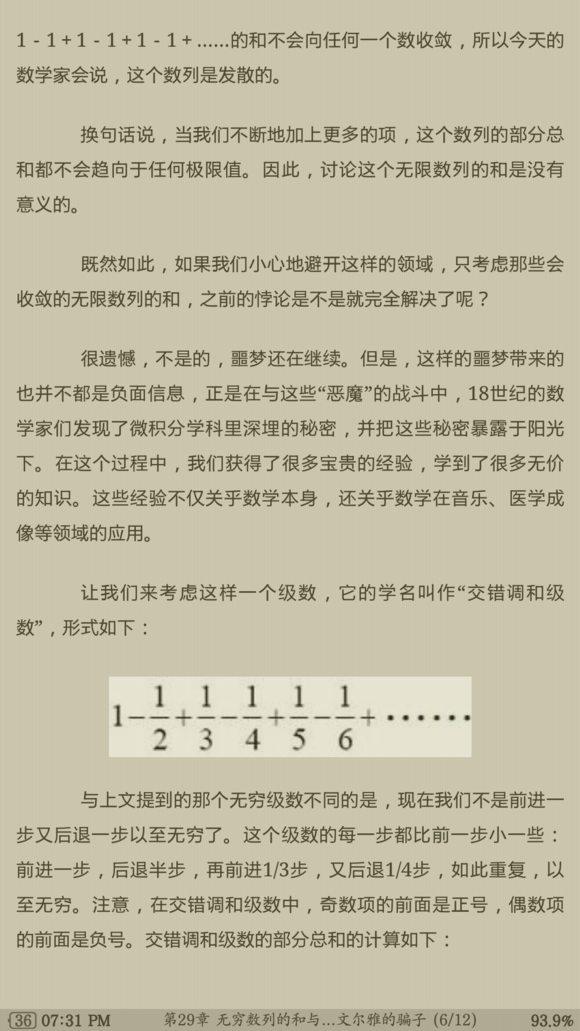 1 - 1 + 1 - 1 + 1 - 1 + ......的和不会向任何一个数收敛，所以今天的
数学家会说，这个数列是发散的。
换句话说，当我们不断地加上更多的项，这个数列的部分总
和都不会趋向于任何极限值。因此，讨论这个无限数列的和是没有
意义的。
既然如此，如果我们小心地避开这样的领域，只考虑那些会
收敛的无限数列的和，之前的悖论是不是就完全解决了呢？
很遗憾，不是的，噩梦还在继续。但是，这样的噩梦带来的
也并不都是负面信息，正是在与这些“恶魔”的战斗中，18世纪的数
学家们发现了微积分学科里深埋的秘密，并把这些秘密暴露于阳光
下。在这个过程中，我们获得了很多宝贵的经验，学到了很多无价
的知识。这些经验不仅关乎数学本身，还关乎数学在音乐、医学成
像等领域的应用。
让我们来考虑这样一个级数，它的学名叫作“交错调和级
数”，形式如下：
1 - 1/2 + 1/3 - 1/4 + 1/5 - 1/6 + ······
与上文提到的那个无穷级数不同的是，现在我们不是前进一
步又后退一步以至无穷了。这个级数的每一步都比前一步小一些：
前进一步，后退半步，再前进1/3步，又后退1/4步，如此重复，以
至无穷。注意，在交错调和级数中，奇数项的前面是正号，偶数项
的前面是负号。交错调和级数的部分总和的计算如下：
36 07:31 PM 第29章 无穷数列的和与...文尔雅的骗子 (6/12) 93.9%